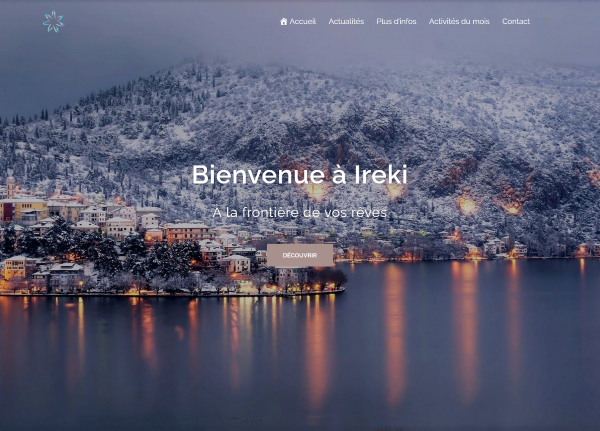 Accueil Actualités Plus d'infos Activités du mois Contact
Bienvenue à Ireki
A la frontière de vos rêves
DÉCOUVRIR